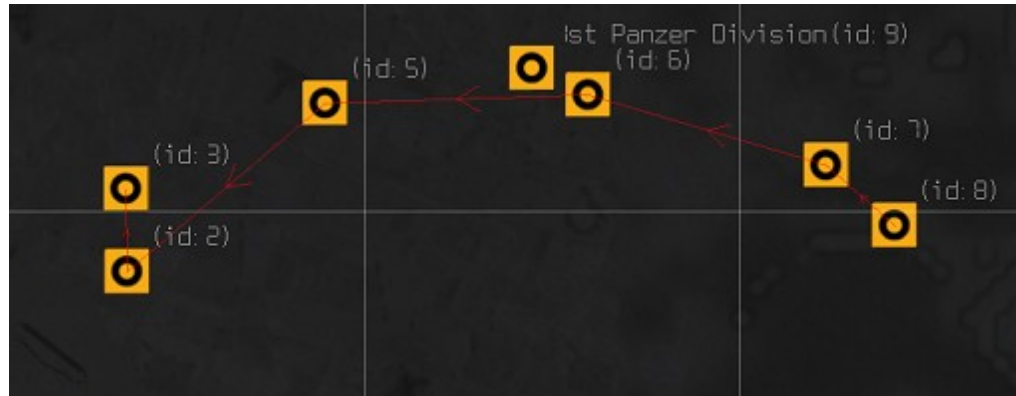 1st Panzer Division(id: 9)
(id: 6)
(id: 5)
(id: 7)
(id: 3)
(id: 8)
(id: 2)